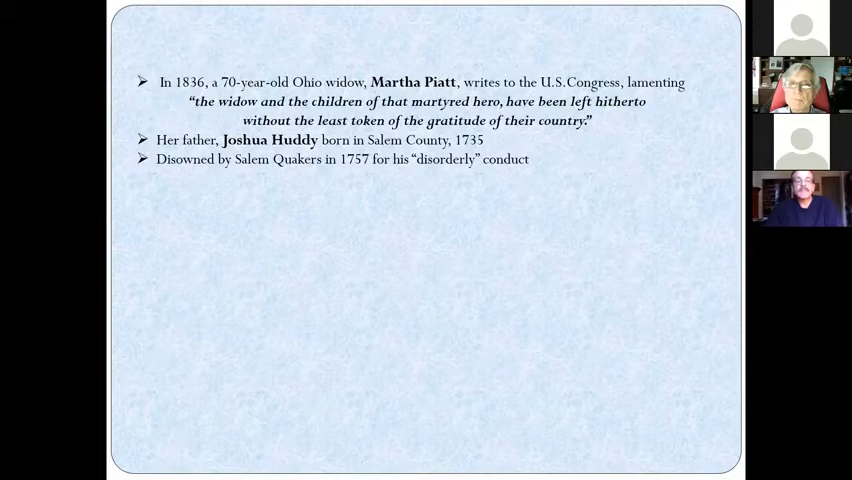 ➢ In 1836, a 70-year-old Ohio widow, Martha Piatt, writes to the U.S.Congress, lamenting
“the widow and the children of that martyred hero, have been left hitherto
without the least token of the gratitude of their country.”
➢ Her father, Joshua Huddy born in Salem County, 1735
➢ Disowned by Salem Quakers in 1757 for his “disorderly” conduct